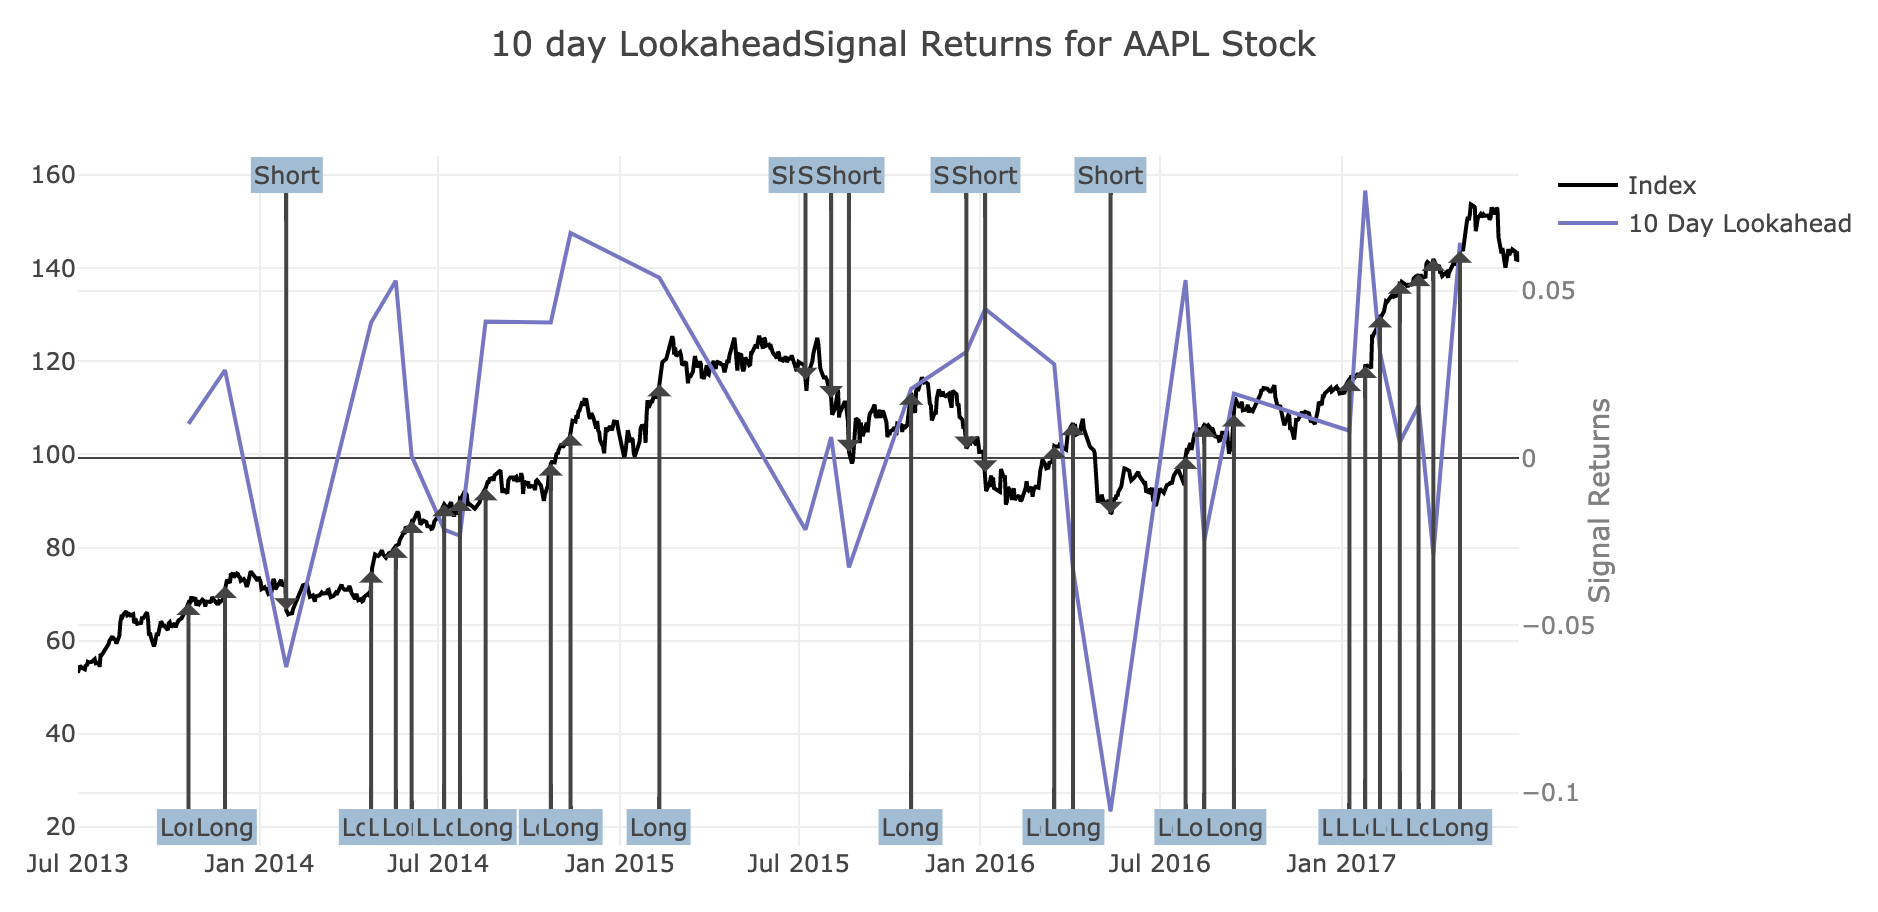 10 day LookaheadSignal Returns for AAPL Stock
Short Short Short Short
160
140
120
100
80
60
40
20
0.05
0
−0.05
−0.1
Signal Returns
Index
10 Day Lookahead
Long Long Long Long Long Long Long Long Long
Jul 2013 Jan 2014 Jul 2014 Jan 2015 Jul 2015 Jan 2016 Jul 2016 Jan 2017